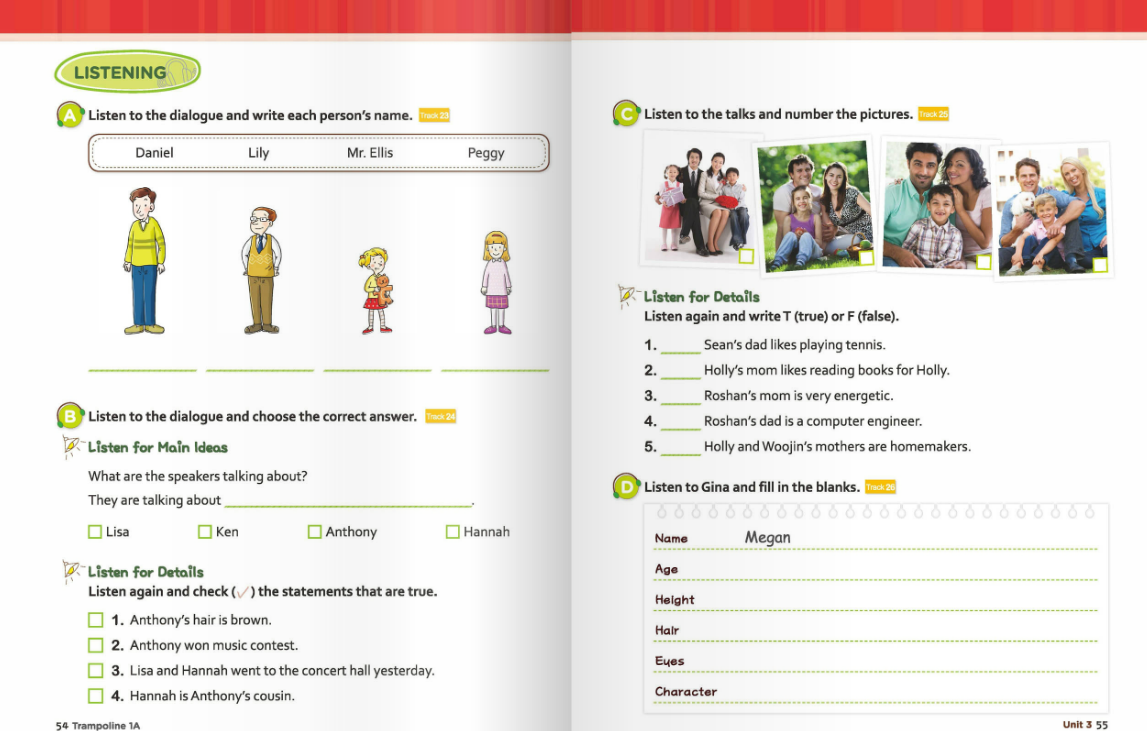 LISTENING
A Listen to the dialogue and write each person's name. Track 23
Daniel Lily Mr. Ellis Peggy
B Listen to the dialogue and choose the correct answer. Track 24
Listen for Main Ideas
What are the speakers talking about?
They are talking about ______.
Lisa Ken Anthony Hannah
Listen for Details
Listen again and check (✓) the statements that are true.
1. Anthony's hair is brown.
2. Anthony won music contest.
3. Lisa and Hannah went to the concert hall yesterday.
4. Hannah is Anthony's cousin.
54 Trampoline 1A
C Listen to the talks and number the pictures. Track 25
Listen for Details
Listen again and write T (true) or F (false).
1. ____ Sean's dad likes playing tennis.
2. ____ Holly's mom likes reading books for Holly.
3. ____ Roshan's mom is very energetic.
4. ____ Roshan's dad is a computer engineer.
5. ____ Holly and Woojin's mothers are homemakers.
D Listen to Gina and fill in the blanks. Track 26
Name Megan
Age
Height
Hair
Eyes
Character
Unit 3 55